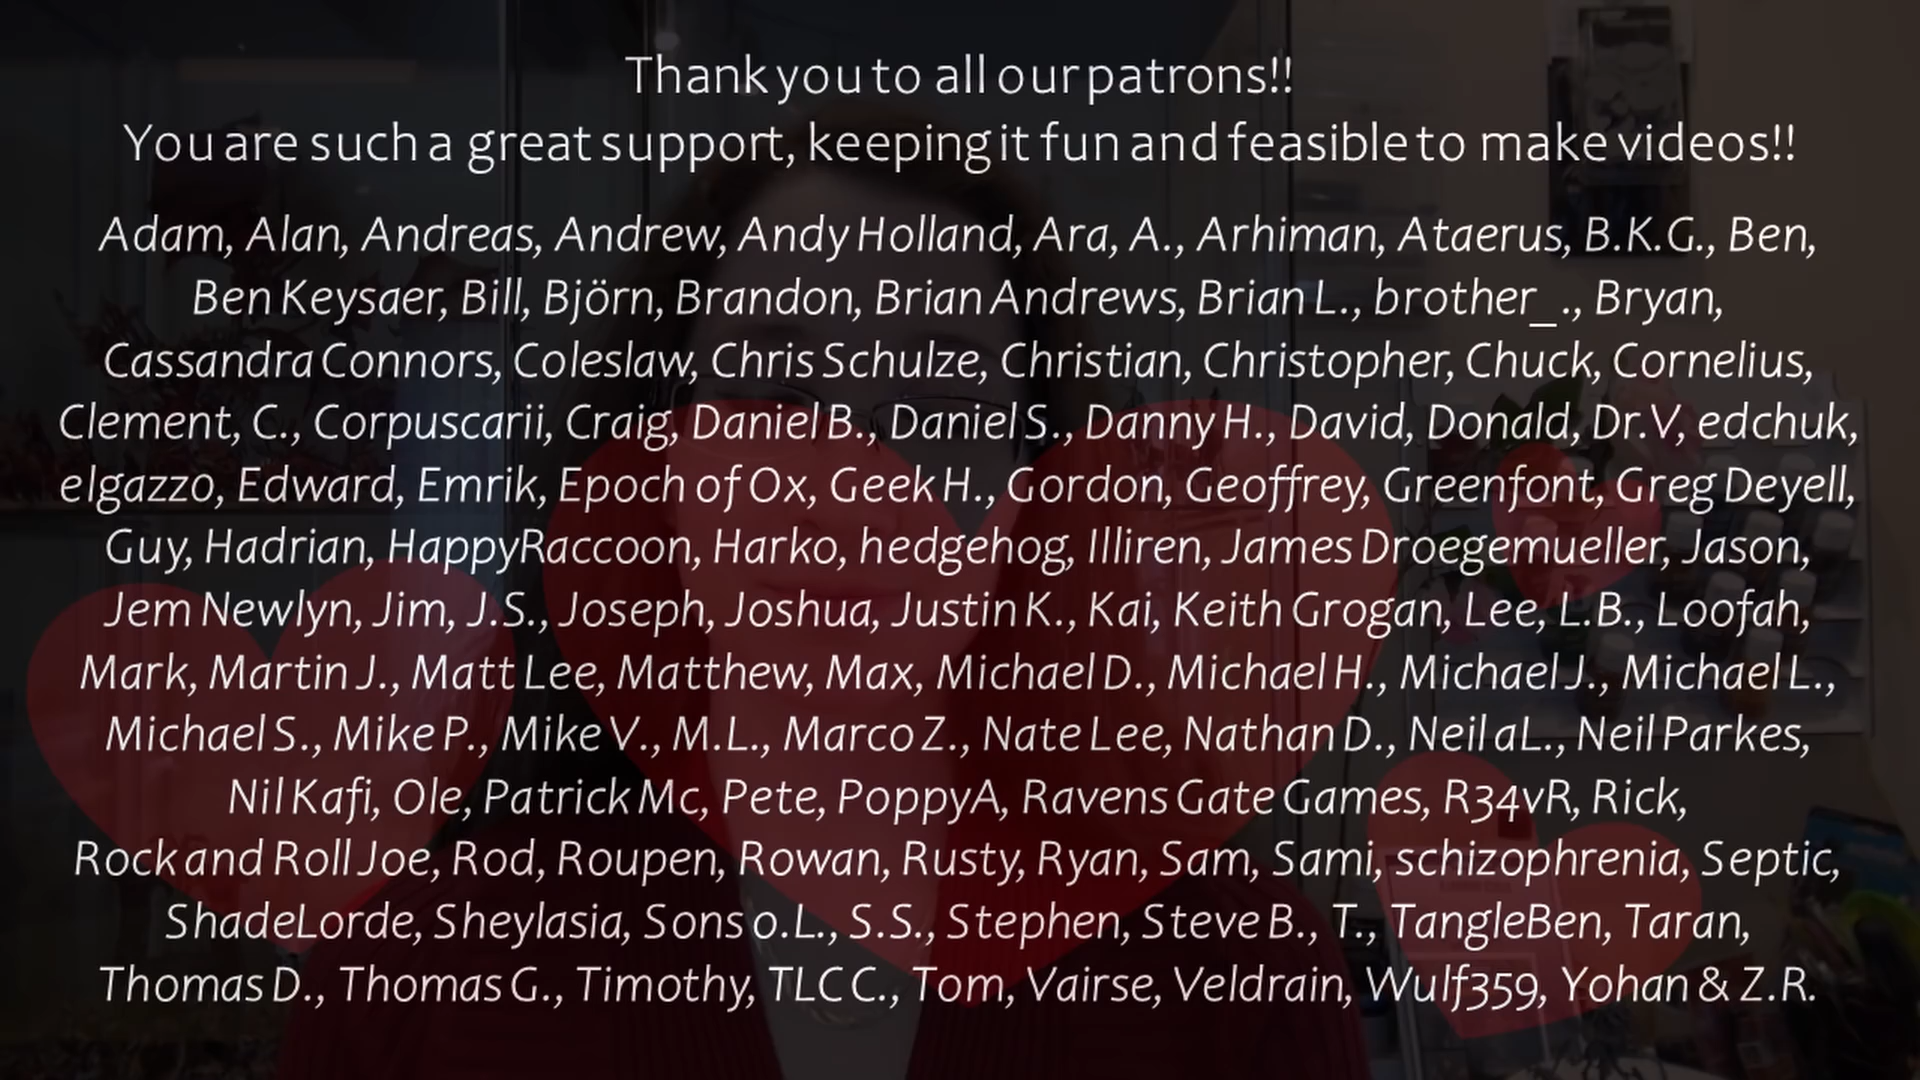 Thank you to all our patrons!!
You are such a great support, keeping it fun and feasible to make videos!!
Adam, Alan, Andreas, Andrew, Andy Holland, Ara, A., Arhiman, Ataerus, B.K.G., Ben,
Ben Keysaer, Bill, Björn, Brandon, Brian Andrews, Brian L., brother_., Bryan,
Cassandra Connors, Coleslaw, Chris Schulze, Christian, Christopher, Chuck, Cornelius,
Clement, C., Corpuscarii, Craig, Daniel B., Daniel S., Danny H., David, Donald, Dr.V, edchuk,
elgazzo, Edward, Emrik, Epoch of Ox, Geek H., Gordon, Geoffrey, Greenfont, Greg Deyell,
Guy, Hadrian, HappyRaccoon, Harko, hedgehog, Illiren, James Droegemueller, Jason,
Jem Newlyn, Jim, J.S., Joseph, Joshua, Justin K., Kai, Keith Grogan, Lee, L.B., Loofah,
Mark, Martin J., Matt Lee, Matthew, Max, Michael D., Michael H., Michael J., Michael L.,
Michael S., Mike P., Mike V., M.L., Marco Z., Nate Lee, Nathan D., Neil aL., Neil Parkes,
Nil Kafi, Ole, Patrick Mc, Pete, PoppyA, Ravens Gate Games, R34vR, Rick,
Rock and Roll Joe, Rod, Roupen, Rowan, Rusty, Ryan, Sam, Sami, schizophrenia, Septic,
ShadeLorde, Sheylasia, Sons o.L., S.S., Stephen, Steve B., T., TangleBen, Taran,
Thomas D., Thomas G., Timothy, TLC C., Tom, Vairse, Veldrain, Wulf359, Yohan & Z.R.